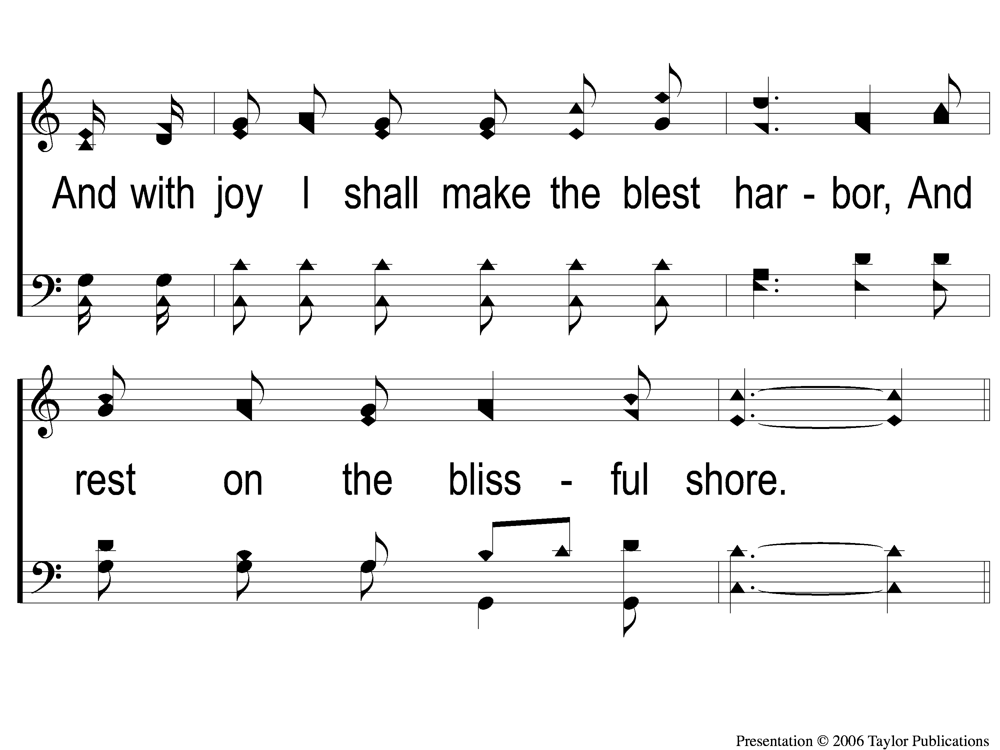 And with joy I shall make the blest har - bor, And
rest on the bliss - ful shore.
Presentation © 2006 Taylor Publications